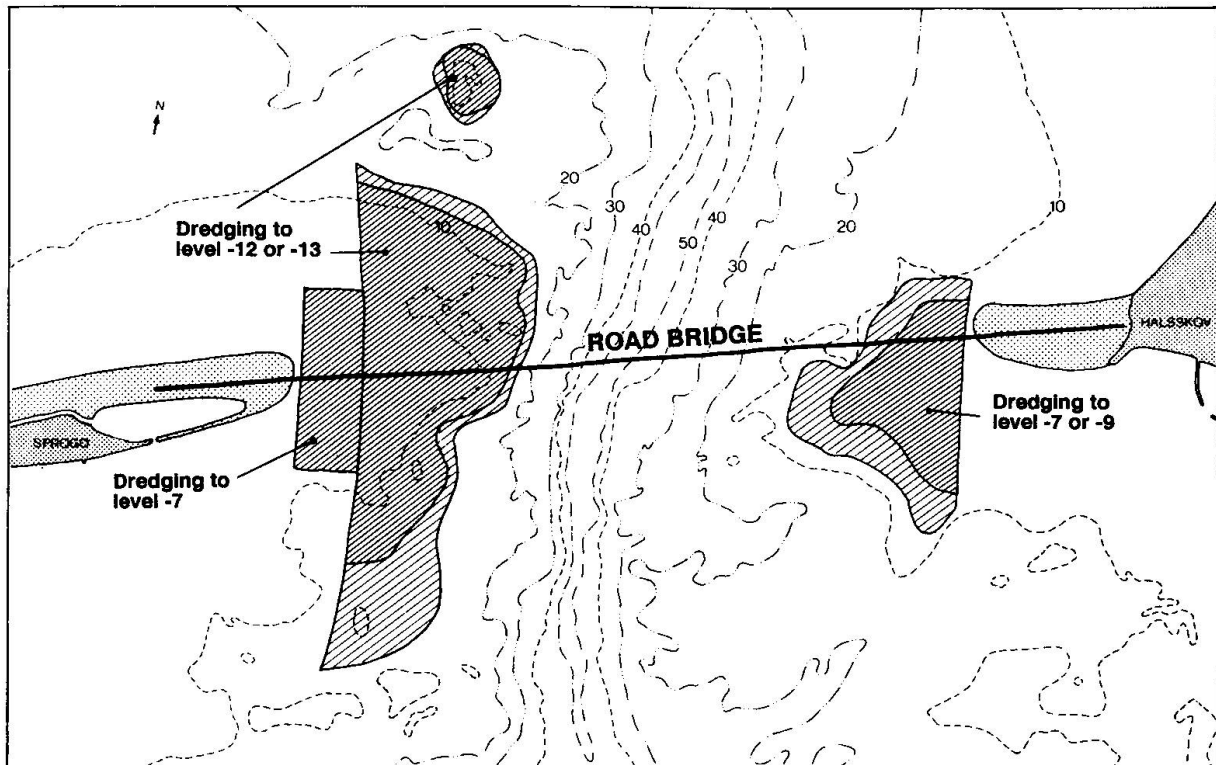 N
Dredging to
level -12 or -13
10
20
30
40
50
40
30
20
10
ROAD BRIDGE
HALSSKOV
SPROGO
Dredging to
level -7
Dredging to
level -7 or -9